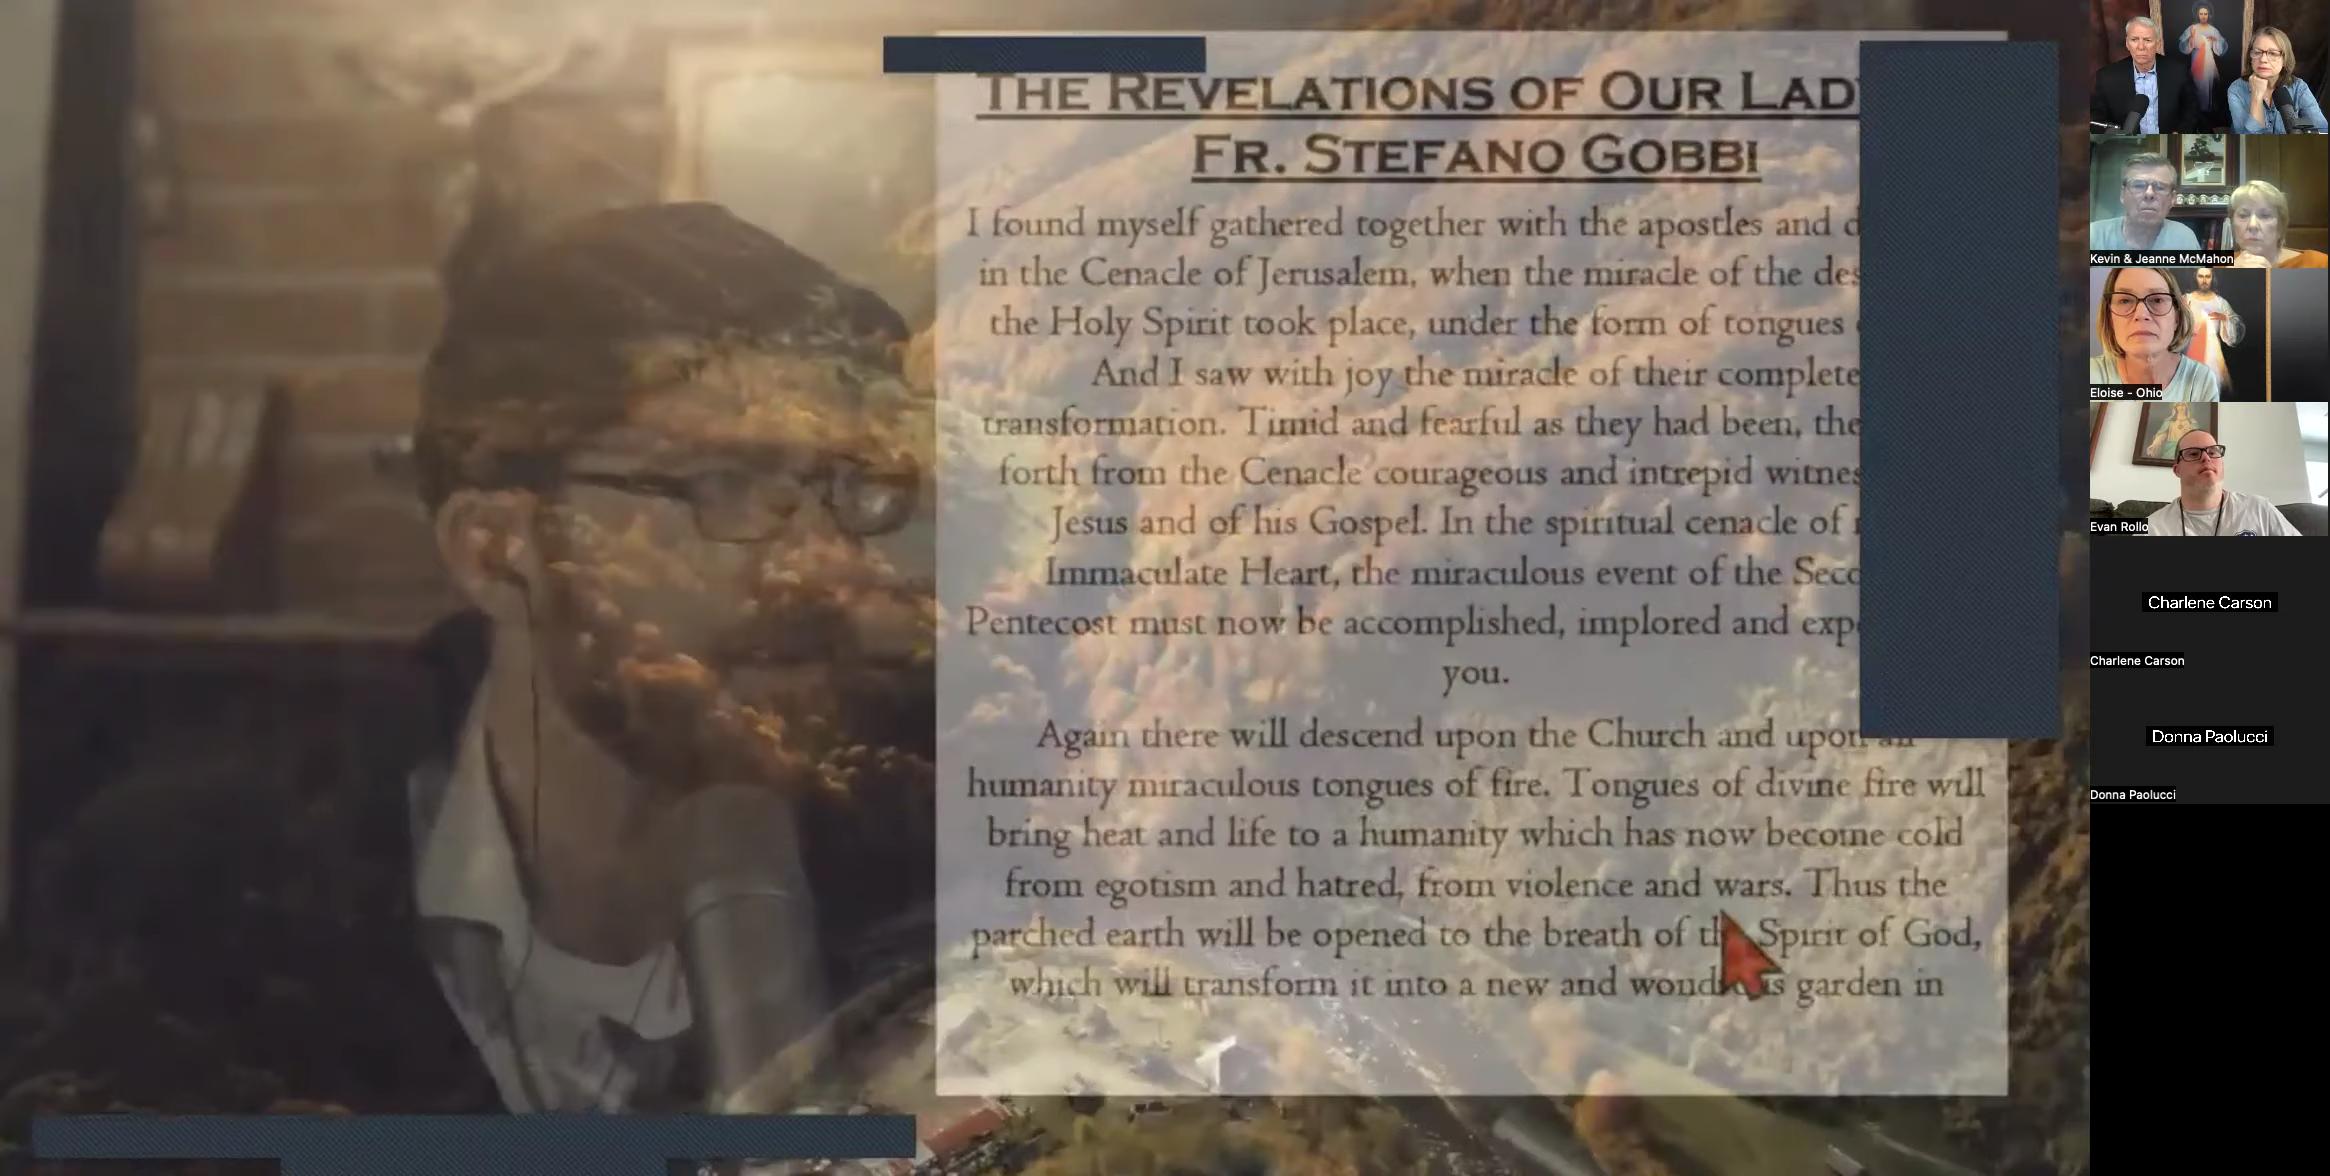 THE REVELATIONS OF OUR
FR. STEFANO GOBBI
I found myself gathered together with the apostles and
in the Cenacle of Jerusalem, when the miracle of the
the Holy Spirit took place, under the form of tongues
And I saw with joy the miracle of their complete
transformation. Timid and fearful as they had been,
forth from the Cenacle courageous and intrepid
Jesus and of his Gospel. In the spiritual cenacle of
Immaculate Heart, the miraculous event of the
Pentecost must now be accomplished, implored and
you.
Again there will descend upon the Church and upon
humanity miraculous tongues of fire. Tongues of divine fire will
bring heat and life to a humanity which has now become cold
from egotism and hatred, from violence and wars. Thus the
parched earth will be opened to the breath of Spirit of God,
which will transform it into a new and garden in
Kevin & Jeanne McMahon
Eloise - Ohio
Evan Rollo
Charlene Carson
Charlene Carson
Donna Paolucci
Donna Paolucci